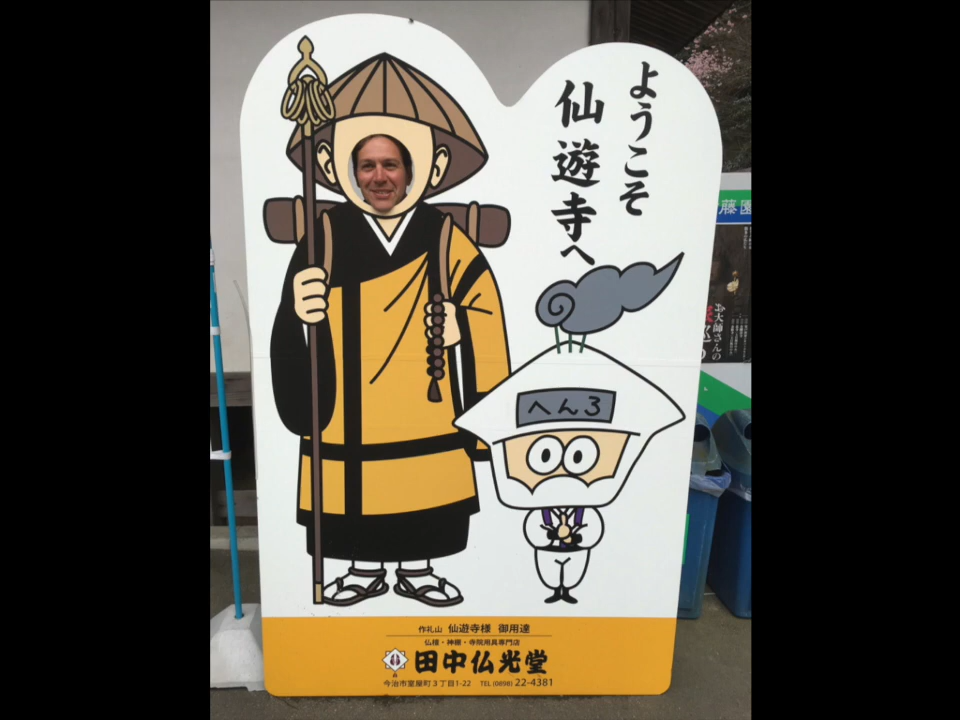 ようこそ
仙遊寺へ
へんろ
作礼山 仙遊寺様 御用達
仏檀・神棚・寺院用具専門店
田中仏光堂
今治市室屋町3丁目1-22 TEL(0898)22-4381
藤園
お大師さんの